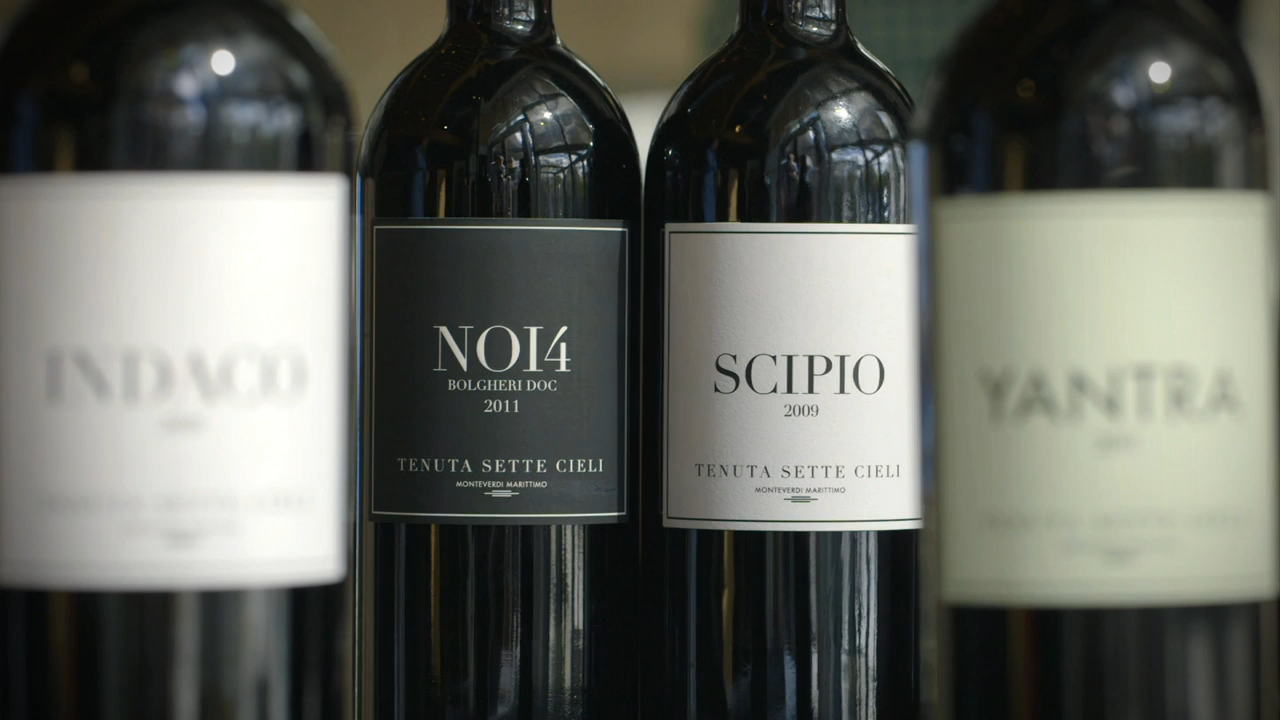 INDACO
NOI4
BOLGHERI DOC
2011
TENUTA SETTE CIELI
MONTEVERDI MARITTIMO
SCIPIO
2009
TENUTA SETTE CIELI
MONTEVERDI MARITTIMO
YANTRA